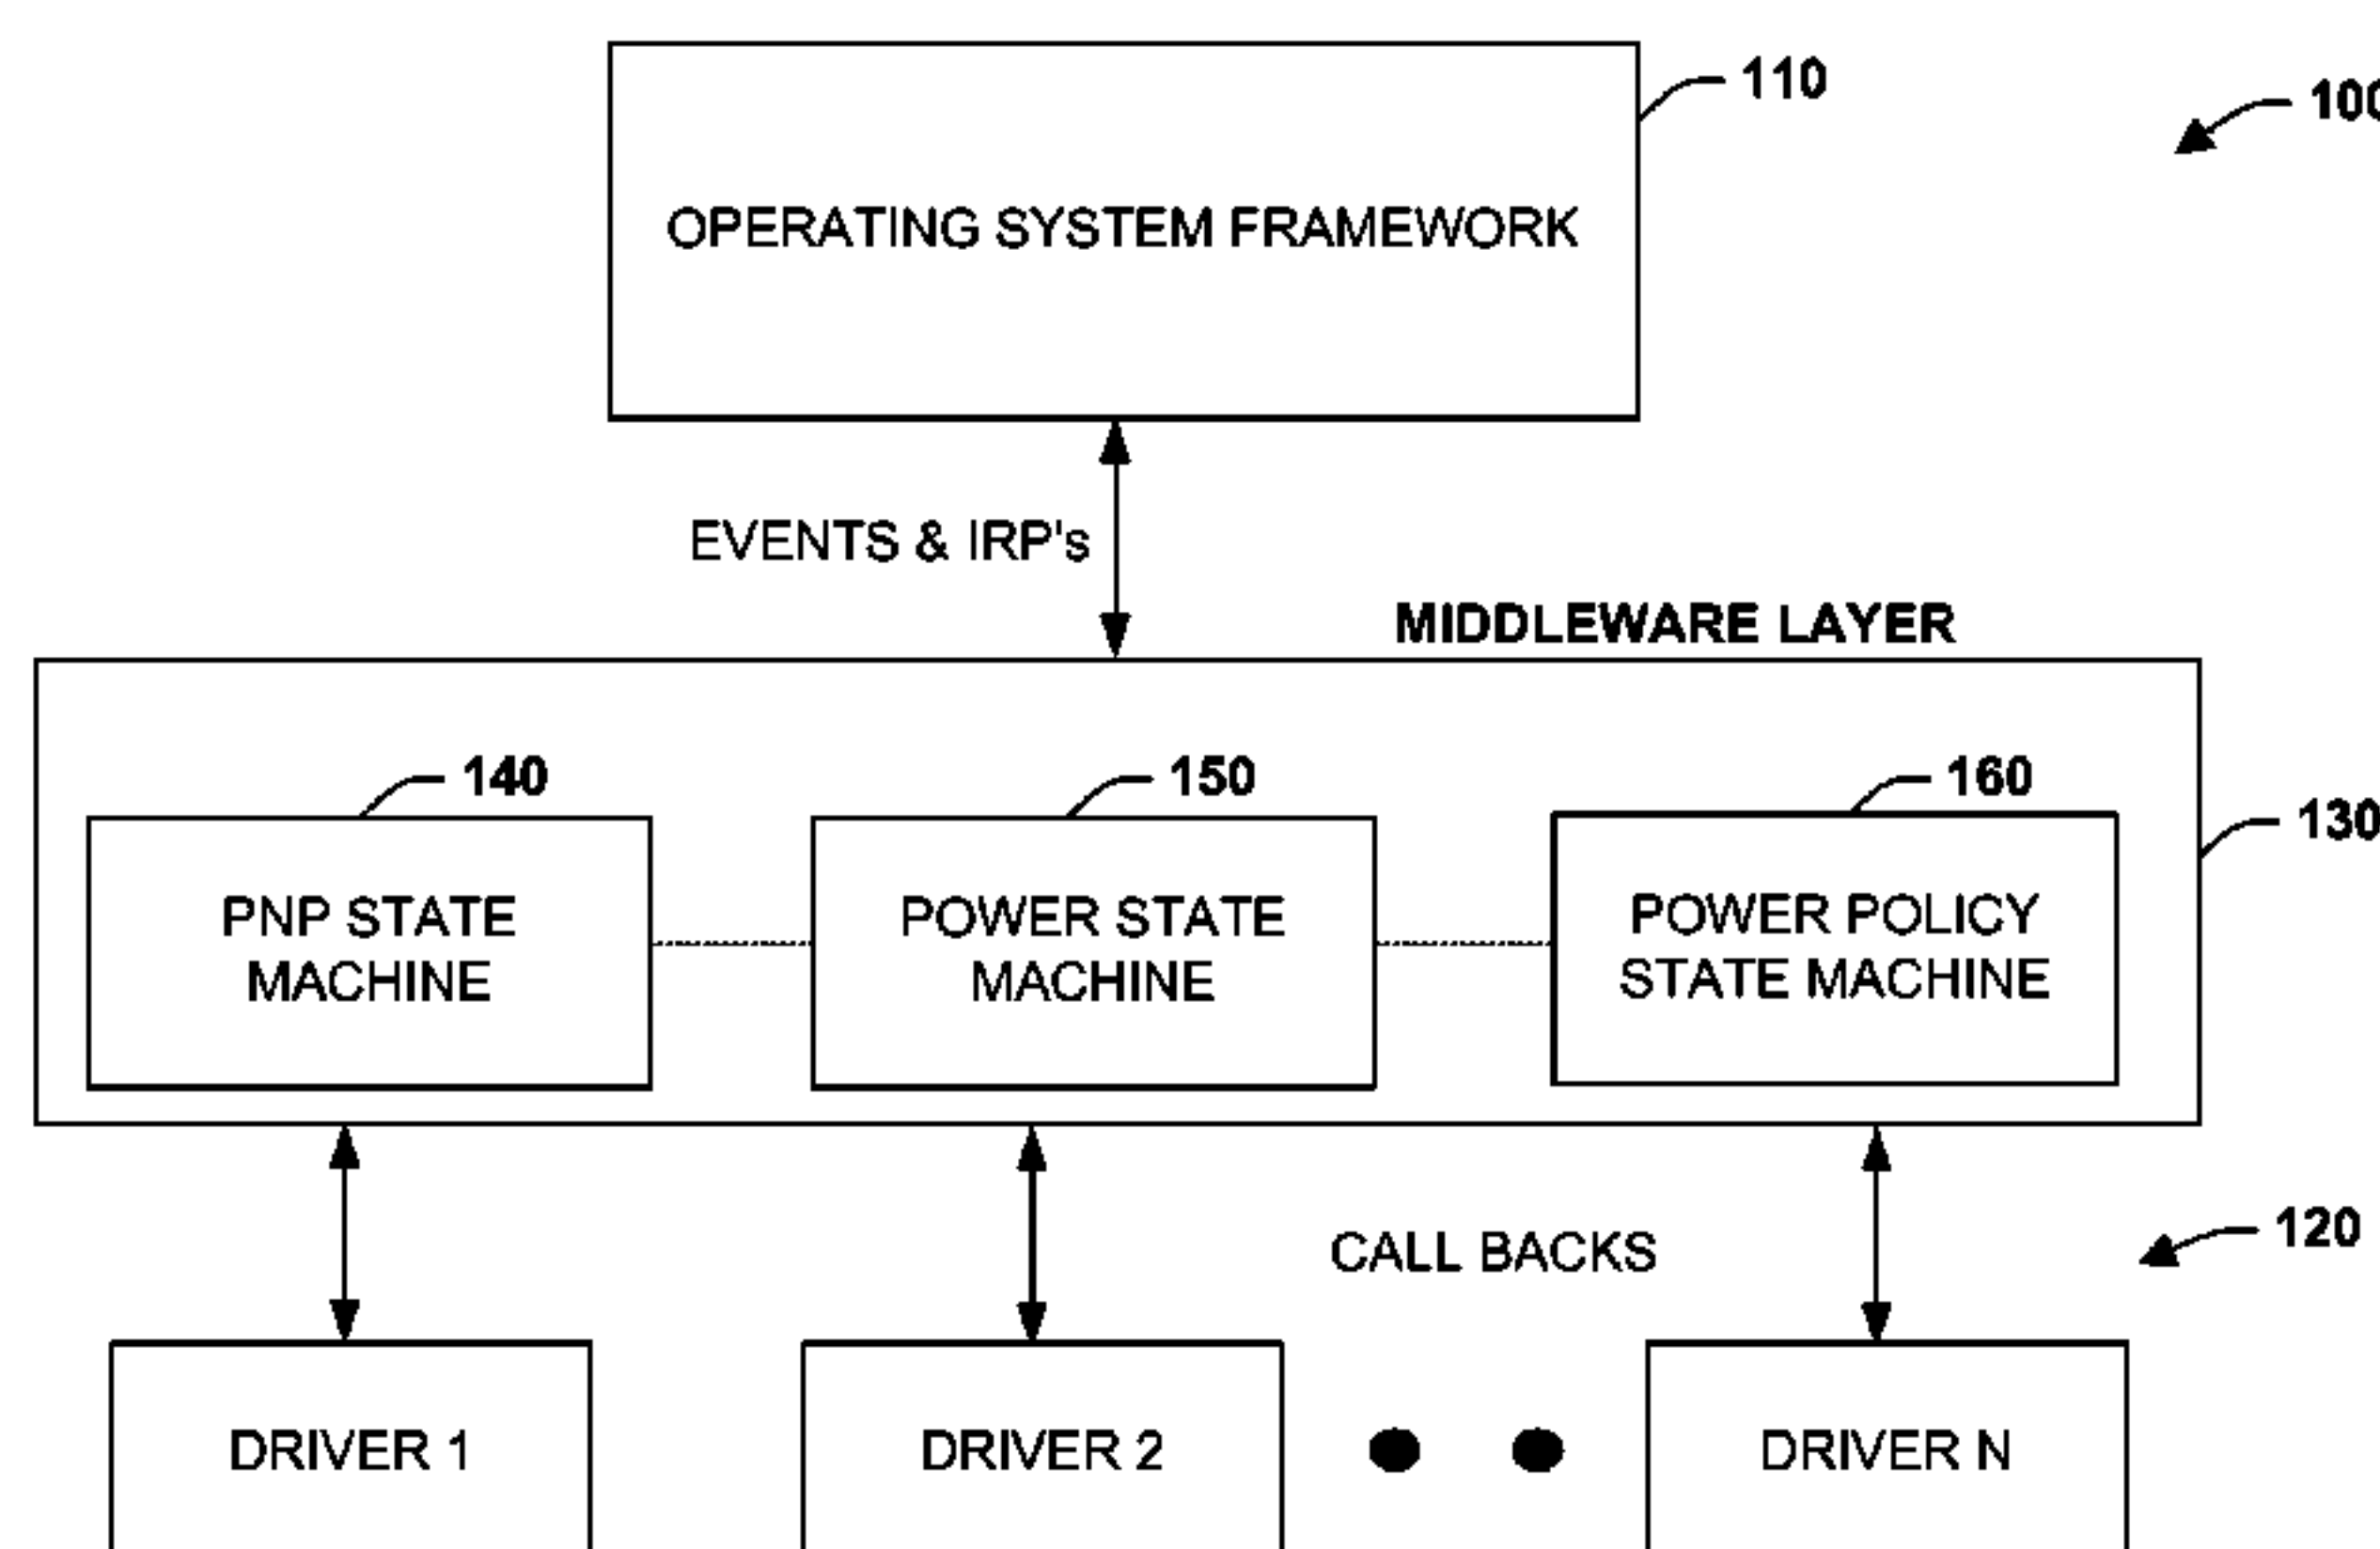 110
100
OPERATING SYSTEM FRAMEWORK
EVENTS & IRP's
MIDDLEWARE LAYER
140
150
160
130
PNP STATE
MACHINE
POWER STATE
MACHINE
POWER POLICY
STATE MACHINE
120
CALL BACKS
DRIVER 1
DRIVER 2
DRIVER N